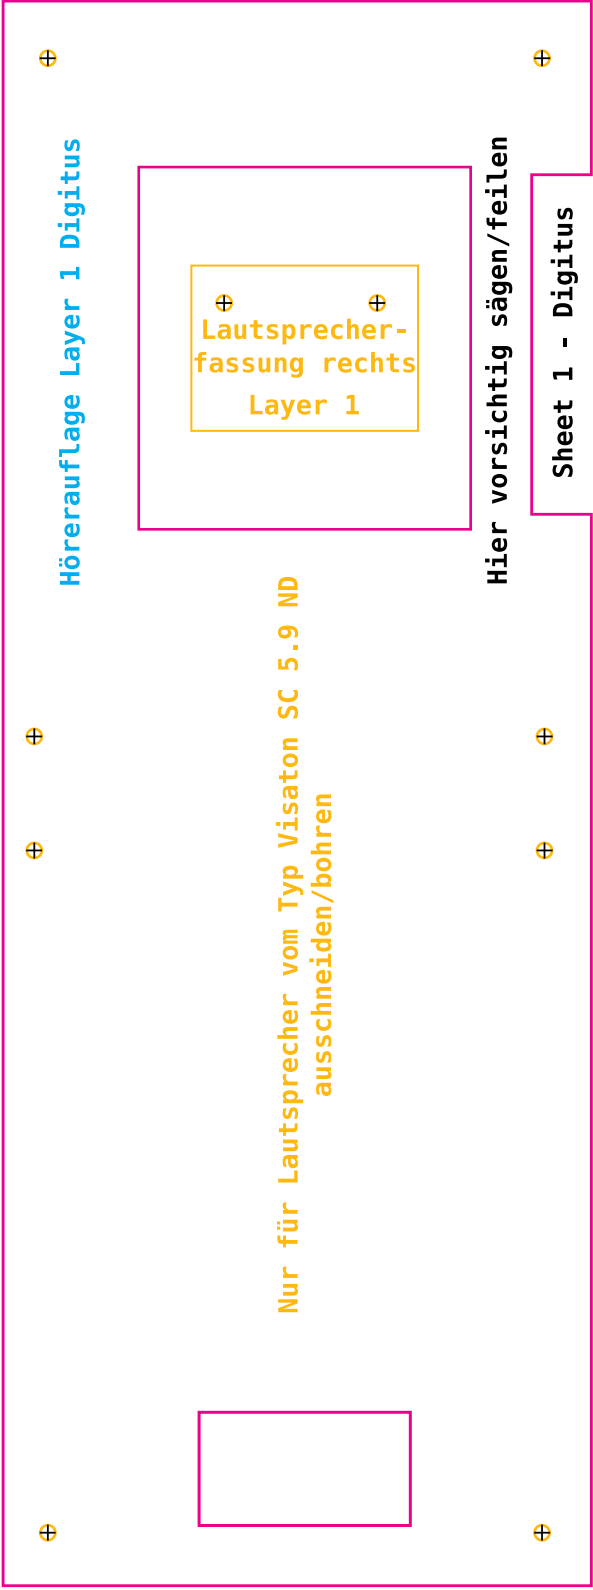 Hörerauflage Layer 1 Digitus
Lautsprecher-
fassung rechts
Layer 1
Hier vorsichtig sägen/feilen
Sheet 1 - Digitus
Nur für Lautsprecher vom Typ Visaton SC 5.9 ND
ausschneiden/bohren